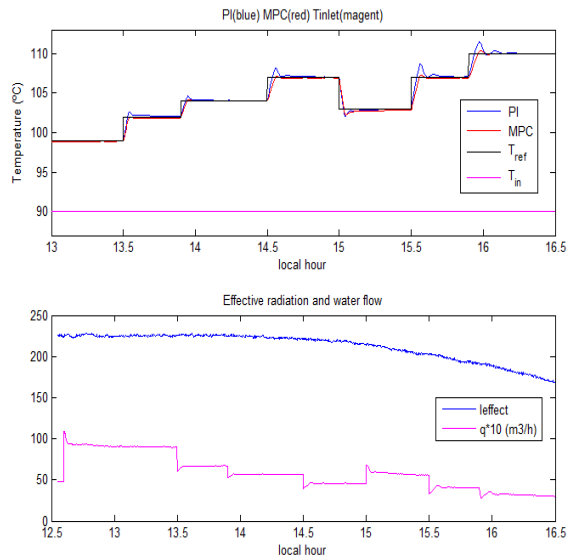 PI(blue) MPC(red) Tinlet(magent)
Temperature (ºC)
110
105
100
95
90
13
13.5
14
14.5
15
15.5
16
16.5
local hour
PI
MPC
T_ref
T_in
Effective radiation and water flow
250
200
150
100
50
0
12.5
13
13.5
14
14.5
15
15.5
16
16.5
local hour
Ieffect
q*10 (m3/h)